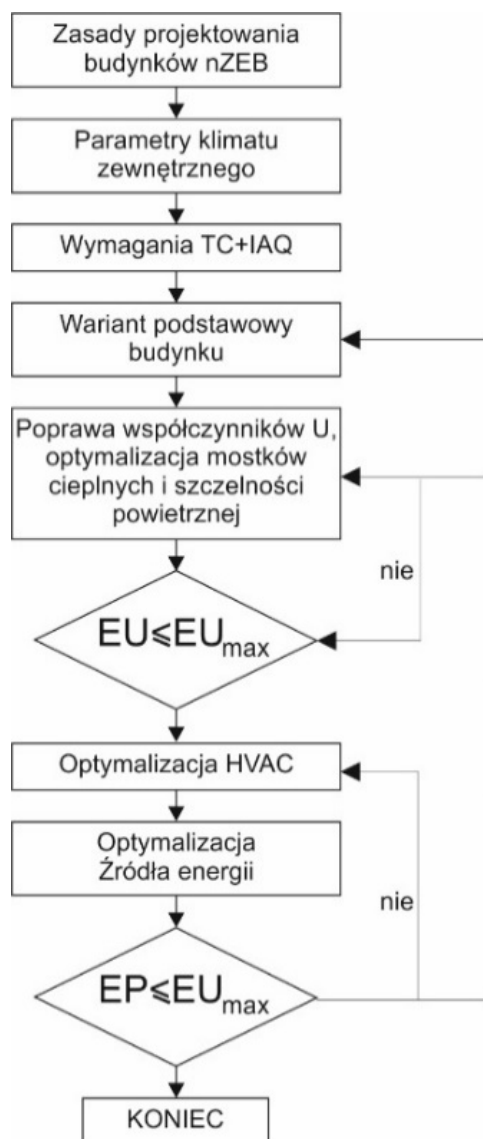 Zasady projektowania
budynków nZEB
Parametry klimatu
zewnętrznego
Wymagania TC+IAQ
Wariant podstawowy
budynku
Poprawa współczynników U,
optymalizacja mostków
cieplnych i szczelności
powietrznej
nie
EU⩽EUmax
Optymalizacja HVAC
Optymalizacja
Źródła energii
nie
EP⩽EUmax
KONIEC